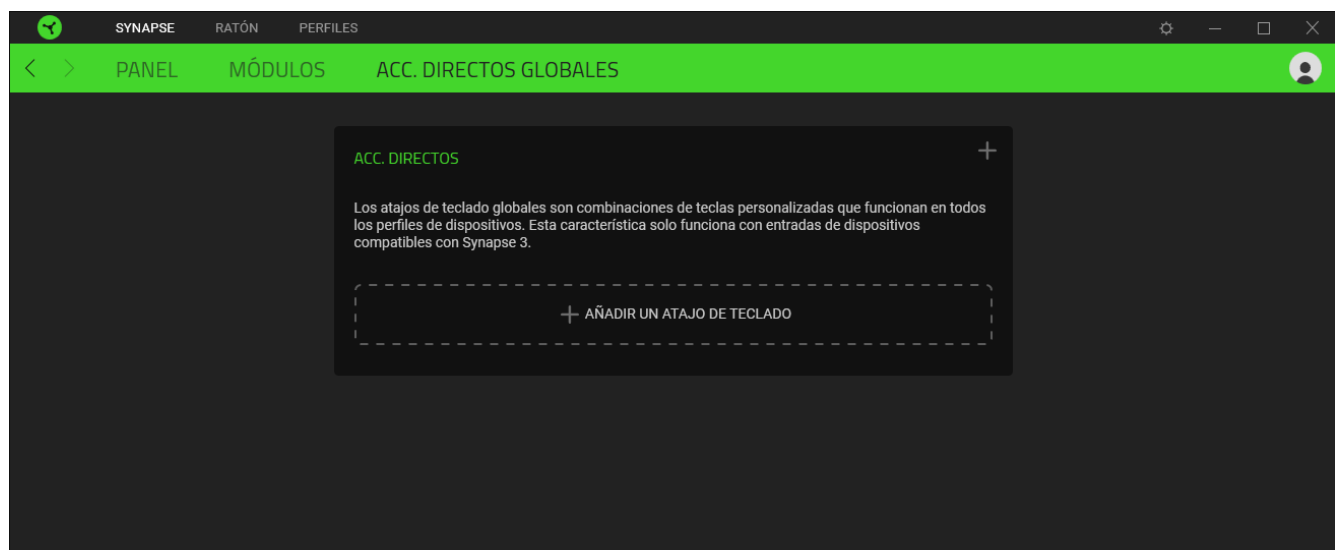 SYNAPSE RATÓN PERFILES
PANEL MÓDULOS ACC. DIRECTOS GLOBALES
ACC. DIRECTOS
Los atajos de teclado globales son combinaciones de teclas personalizadas que funcionan en todos
los perfiles de dispositivos. Esta característica solo funciona con entradas de dispositivos
compatibles con Synapse 3.
AÑADIR UN ATAJO DE TECLADO